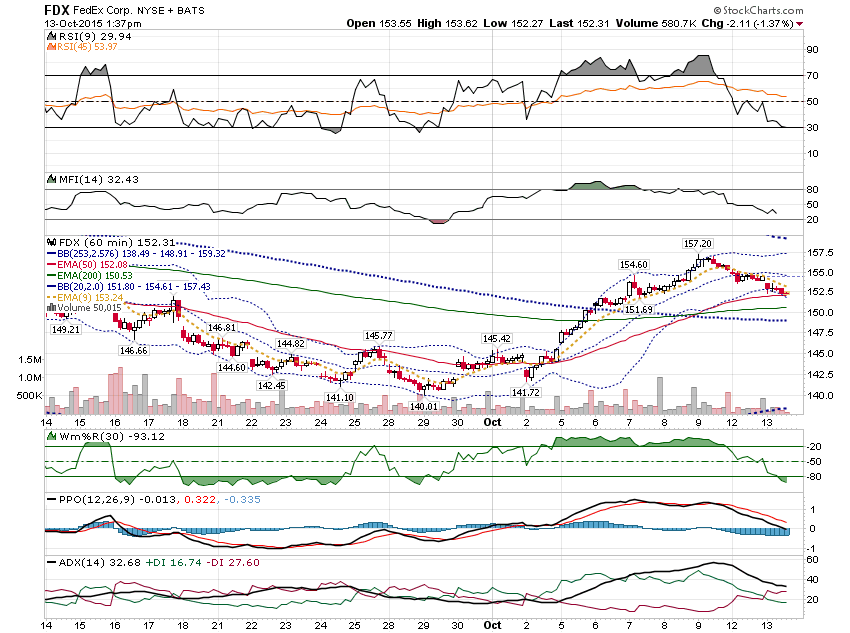 FDX FedEx Corp. NYSE + BATS
© StockCharts.com
13-Oct-2015 1:37pm
Open 153.55 High 153.62 Low 152.27 Last 152.31 Volume 580.7K Chg -2.11 (-1.37%)
RSI(9) 29.94
RSI(45) 53.97
90
70
50
30
10
MFI(14) 32.43
80
50
20
FDX (60 min) 152.31
BB(253,2.576) 138.49 - 148.91 - 159.32
EMA(50) 152.08
EMA(200) 150.53
BB(20,2.0) 151.80 - 154.61 - 157.43
EMA(9) 153.24
Volume 50,015
157.20
154.60
151.69
149.21
146.81
146.66
144.60
144.82
142.45
145.77
141.10
140.01
145.42
141.72
157.5
155.0
152.5
150.0
147.5
145.0
142.5
140.0
1.5M
1.0M
500K
14 15 16 17 18 21 22 23 24 25 28 29 30 Oct 2 5 6 7 8 9 12 13
Wm%R(30) -93.12
-20
-50
-80
PPO(12,26,9) -0.013, 0.322, -0.335
1
0
-1
ADX(14) 32.68 +DI 16.74 -DI 27.60
60
40
20
14 15 16 17 18 21 22 23 24 25 28 29 30 Oct 2 5 6 7 8 9 12 13